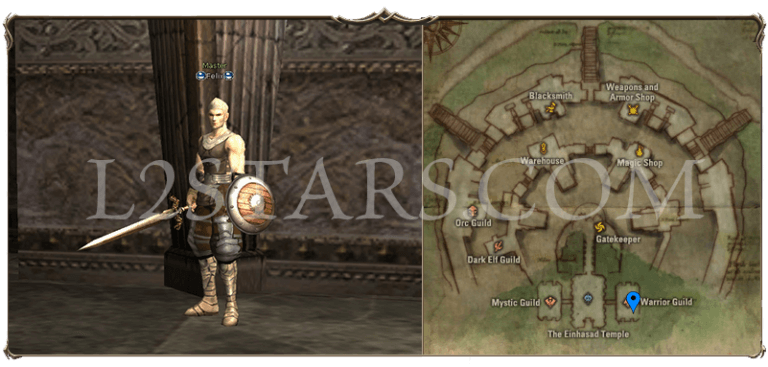 Master
Felix
L2STARS.COM
Blacksmith
Weapons and
Armor Shop
Warehouse
Magic Shop
Orc Guild
Gatekeeper
Dark Elf Guild
Mystic Guild
Warrior Guild
The Einhasad Temple